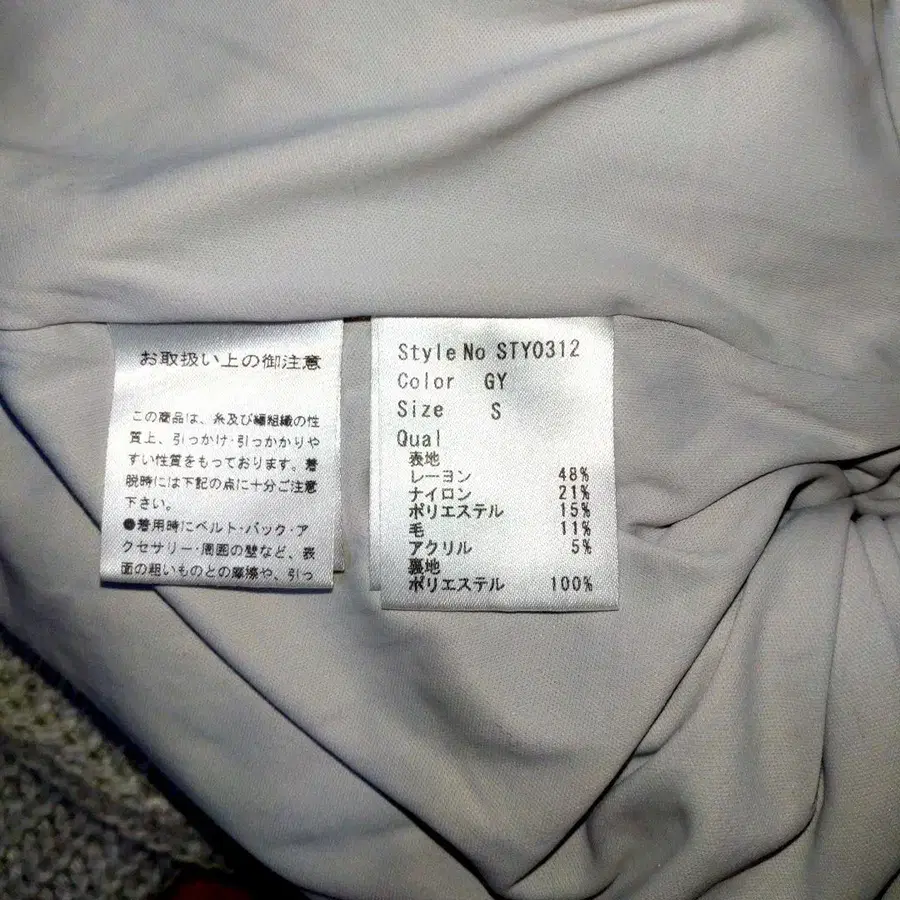 お取扱い上の御注意
この商品は、糸及び編組織の性
質上、引っかけ・引っかかりや
すい性質をもっております。着
脱時には下記の点に十分ご注意
下さい。
●着用時にベルト・バック・ア
クセサリー・周囲の壁など、表
面の粗いものとの摩擦や、引っ
Style No STY0312
Color GY
Size S
Qual
表地
レーヨン 48%
ナイロン 21%
ポリエステル 15%
毛 11%
アクリル 5%
裏地
ポリエステル 100%